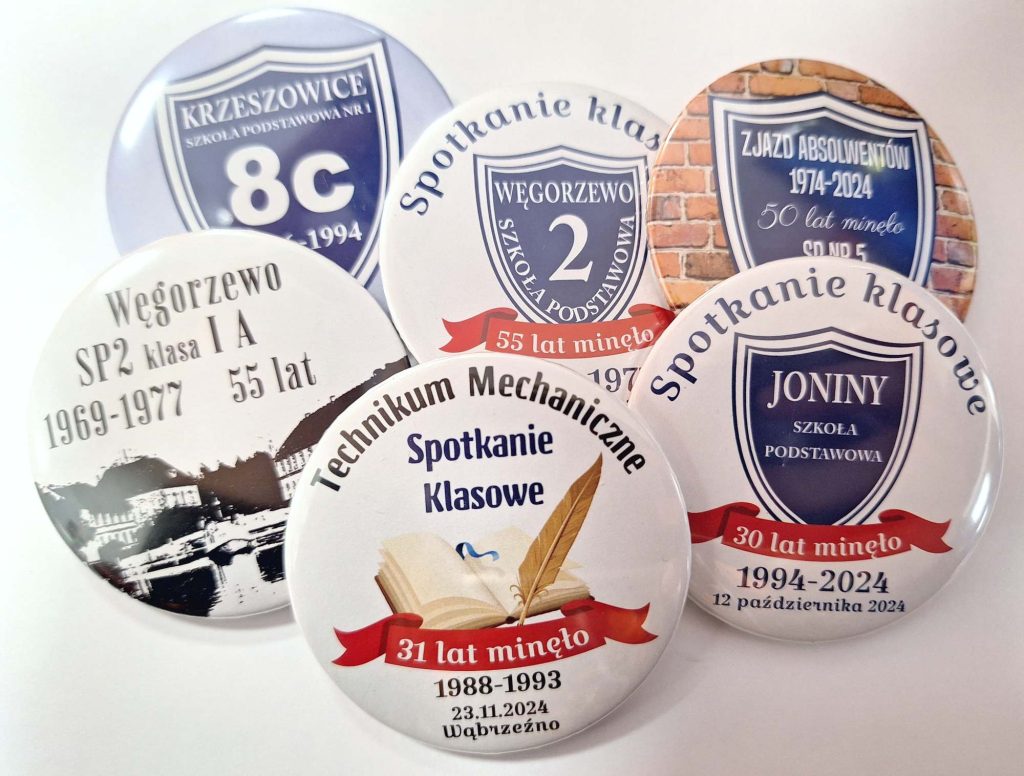 KRZESZOWICE
SZKOŁA PODSTAWOWA NR 1
8c
-1994
Spotkanie
WĘGORZEWO
2
SZKOŁA PODSTAWOWA
55 lat minęło
ZJAZD ABSOLWENTÓW
1974-2024
50 lat minęło
SP NR 5
Węgorzewo
SP2 klasa I A
1969-1977 55 lat
Spotkanie klasowe
JONINY
SZKOŁA
PODSTAWOWA
30 lat minęło
1994-2024
12 października 2024
Technikum Mechaniczne
Spotkanie
Klasowe
31 lat minęło
1988-1993
23.11.2024
Wąbrzeźno